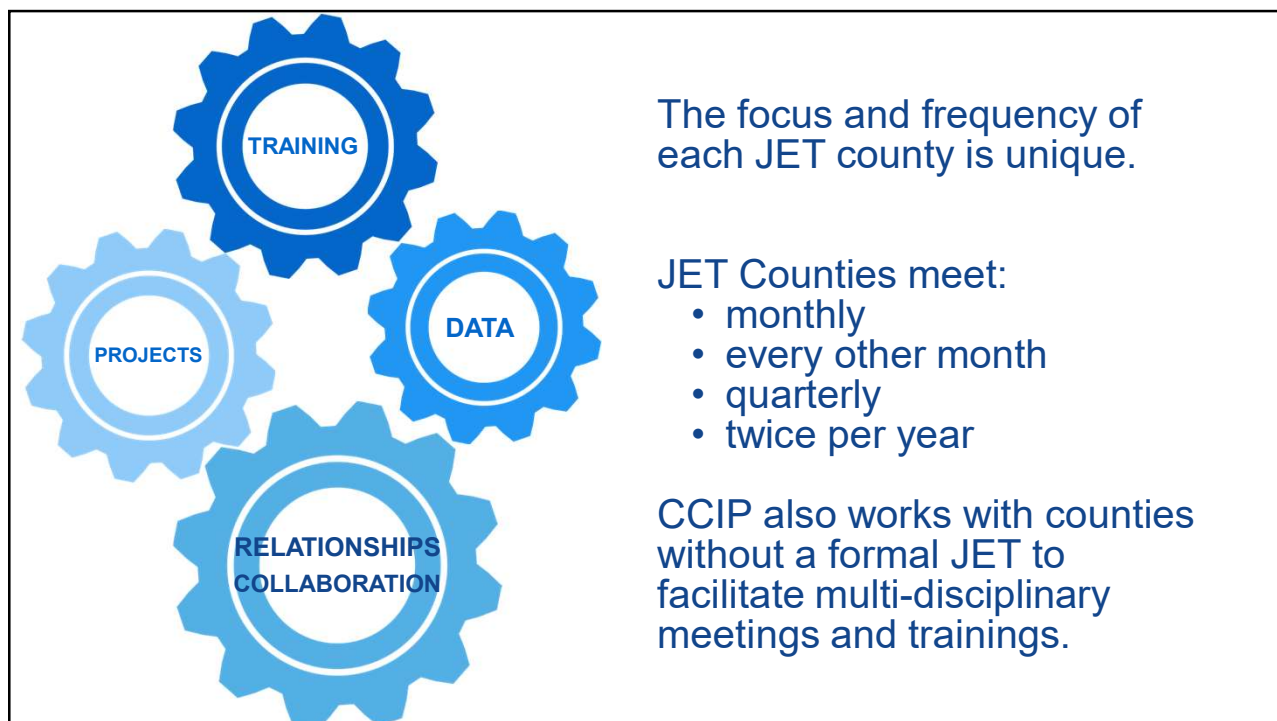 TRAINING
PROJECTS
DATA
RELATIONSHIPS
COLLABORATION
The focus and frequency of
each JET county is unique.
JET Counties meet:
• monthly
• every other month
• quarterly
• twice per year
CCIP also works with counties
without a formal JET to
facilitate multi-disciplinary
meetings and trainings.